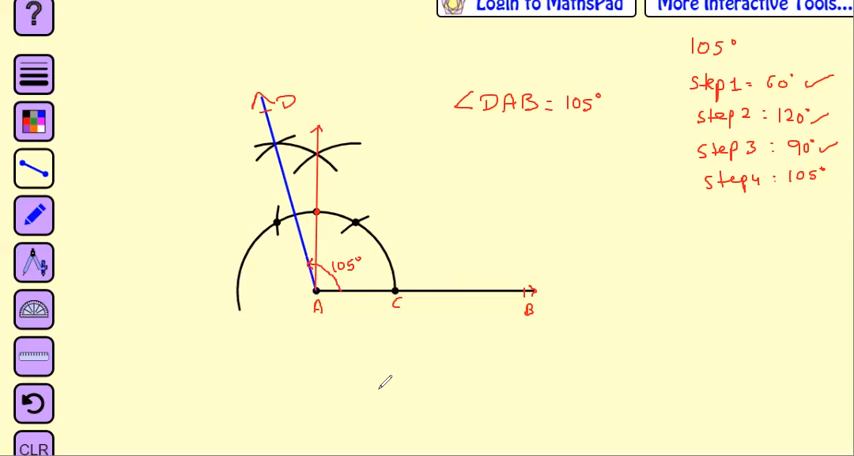 ?
Login to MathsPad
More Interactive Tools...
105°
Step 1 = 60° ✓
Step 2 : 120° ✓
Step 3 : 90° ✓
Step 4 : 105°
∠DAB = 105°
D
105°
A
C
B
CLR